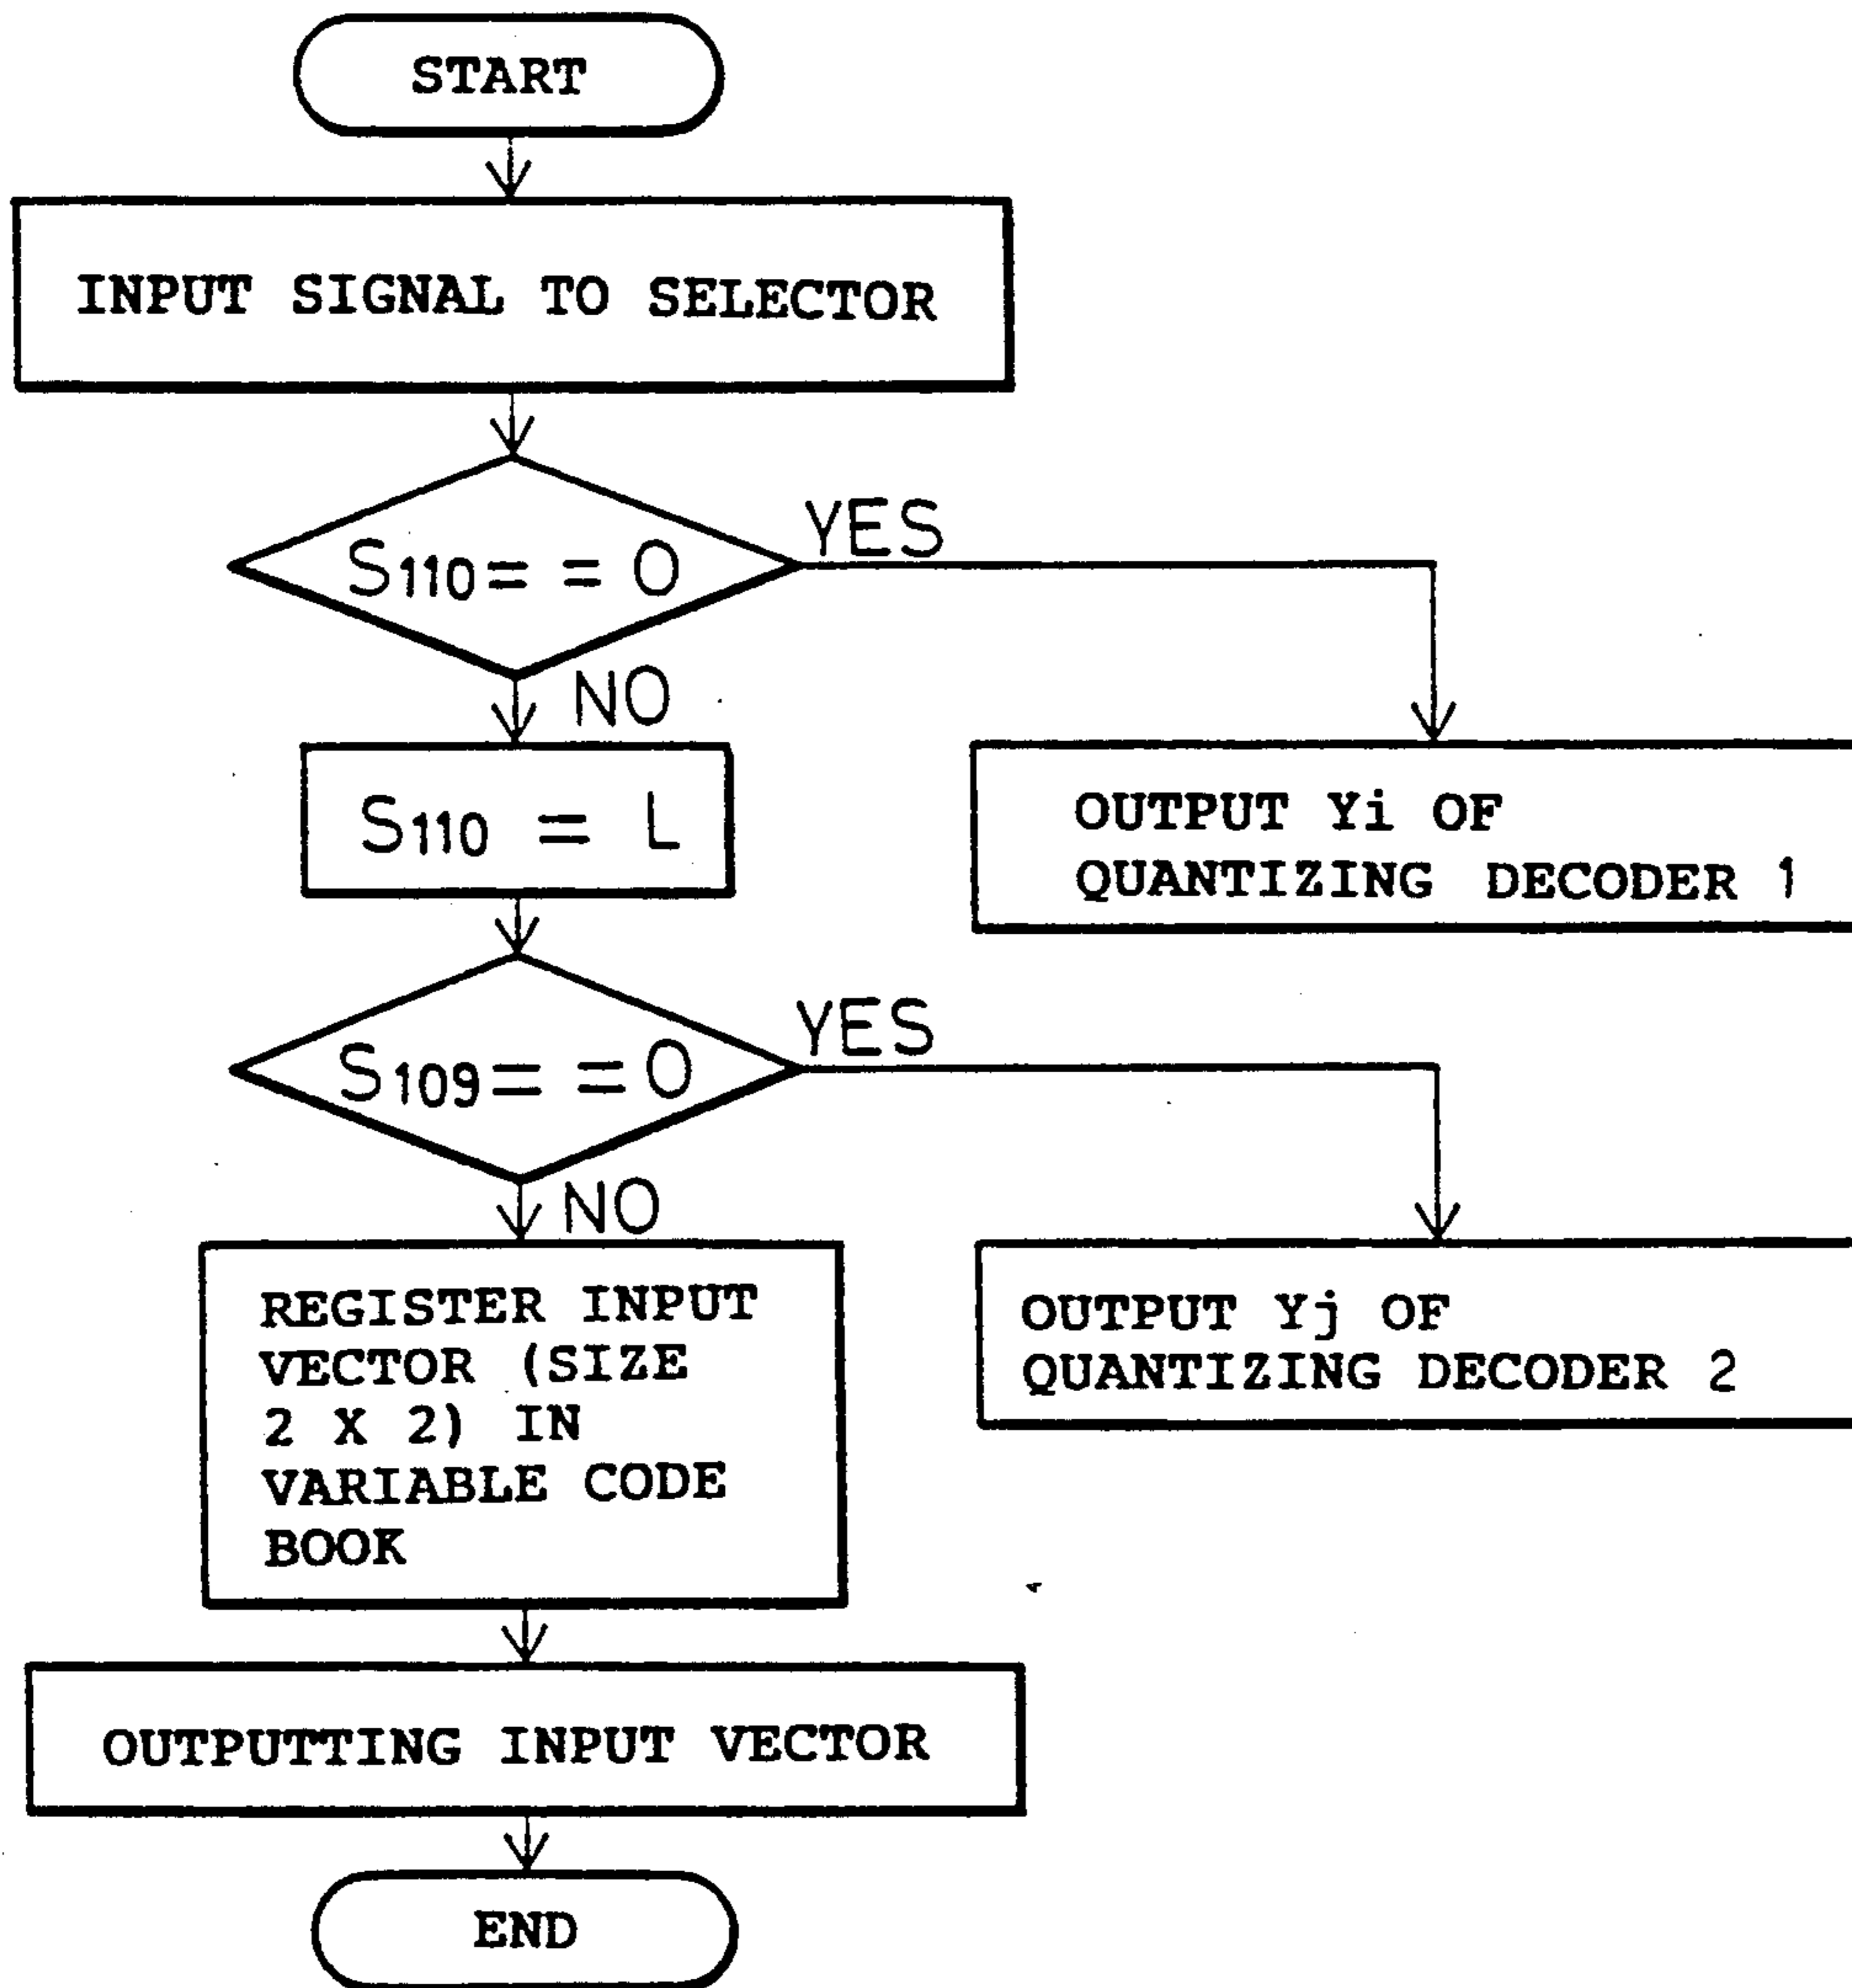 START
INPUT SIGNAL TO SELECTOR
S110 = = 0
YES
NO
S110 = L
OUTPUT Yi OF
QUANTIZING DECODER 1
S109 = = 0
YES
NO
REGISTER INPUT
VECTOR (SIZE
2 X 2) IN
VARIABLE CODE
BOOK
OUTPUT Yj OF
QUANTIZING DECODER 2
OUTPUTTING INPUT VECTOR
END